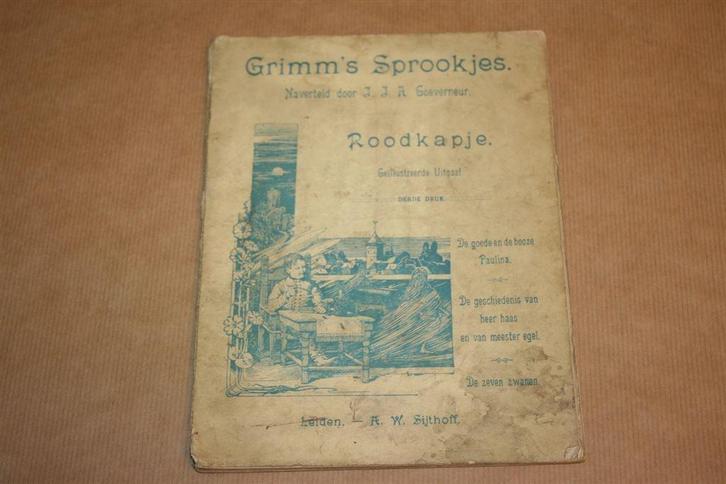 Grimm's Sprookjes.
Naverteld door J. J. A Goeverneur.
Roodkapje.
Geïllustreerde Uitgaaf
DERDE DRUK.
De goede en de booze
Paulina.
De geschiedenis van
heer haas
en van meester egel.
De zeven zwanen.
Leiden. — A. W. Sijthoff.